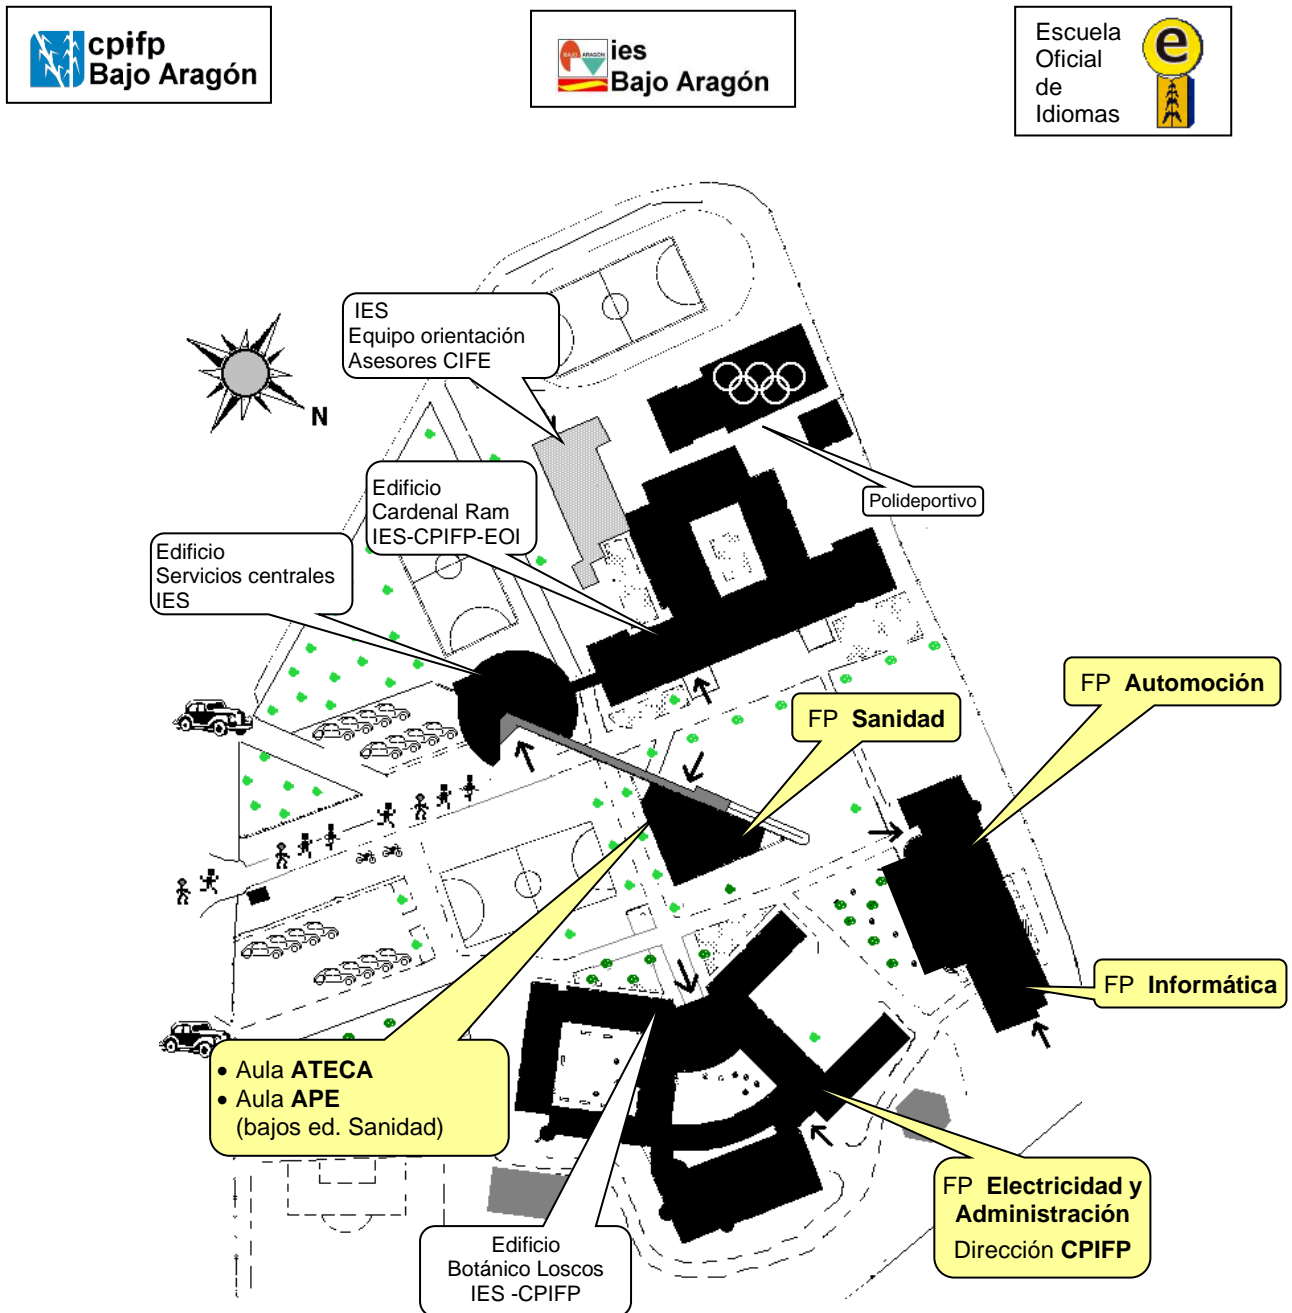 cpifp
Bajo Aragón
BAJO ARAGÓN
ies
Bajo Aragón
Escuela
Oficial
de
Idiomas
e
IES
Equipo orientación
Asesores CIFE
N
Edificio
Cardenal Ram
IES-CPIFP-EOI
Polideportivo
Edificio
Servicios centrales
IES
FP Automoción
FP Sanidad
FP Informática
• Aula ATECA
• Aula APE
(bajos ed. Sanidad)
FP Electricidad y
Administración
Dirección CPIFP
Edificio
Botánico Loscos
IES -CPIFP